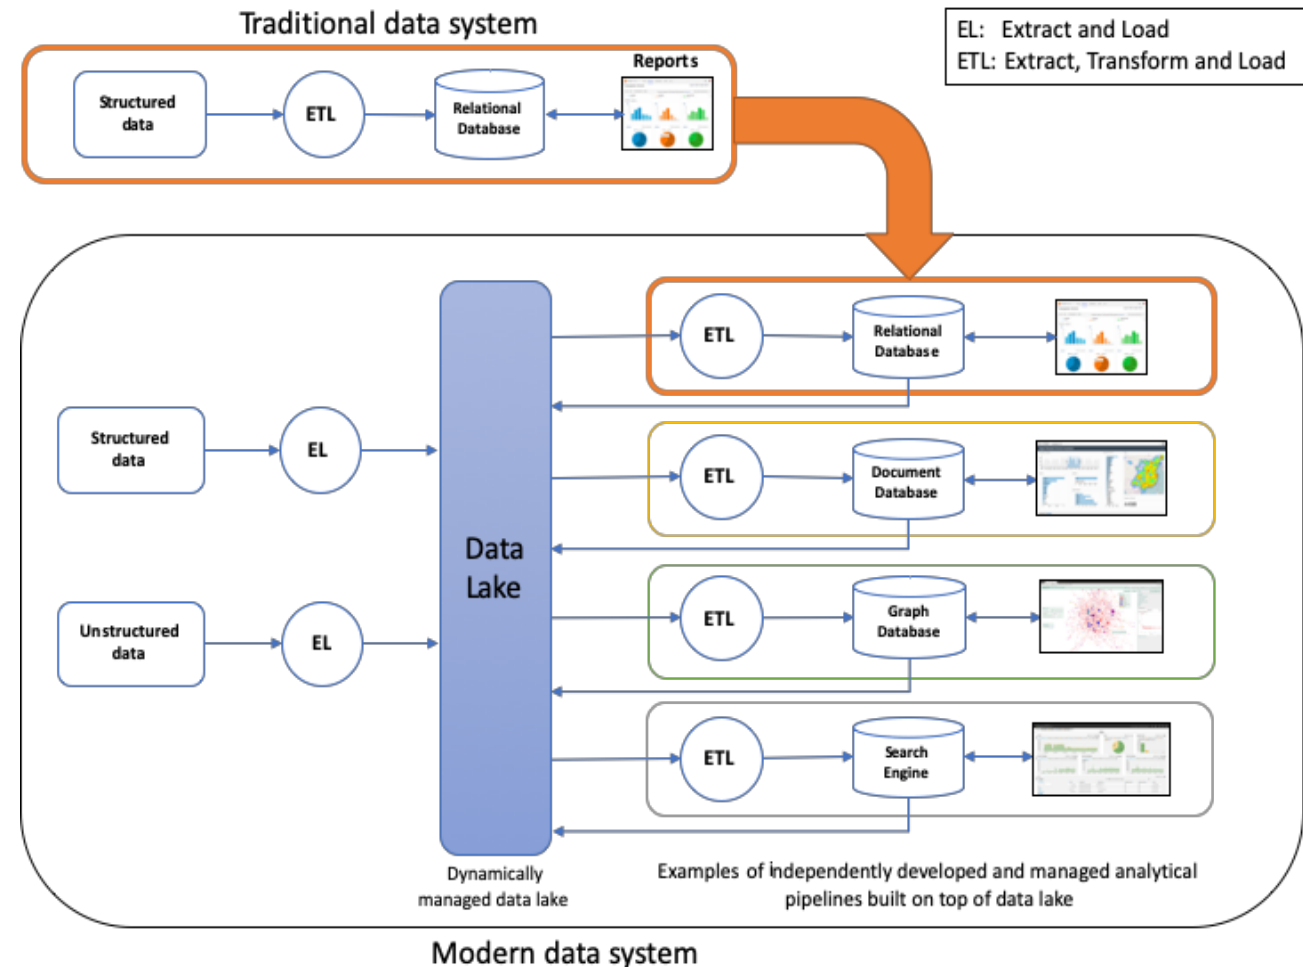 Traditional data system
EL: Extract and Load
ETL: Extract, Transform and Load
Reports
Structured
data
ETL
Relational
Database
ETL
Relational
Database
Structured
data
EL
ETL
Document
Database
Data
Lake
Unstructured
data
EL
ETL
Graph
Database
ETL
Search
Engine
Dynamically
managed data lake
Examples of independently developed and managed analytical
pipelines built on top of data lake
Modern data system